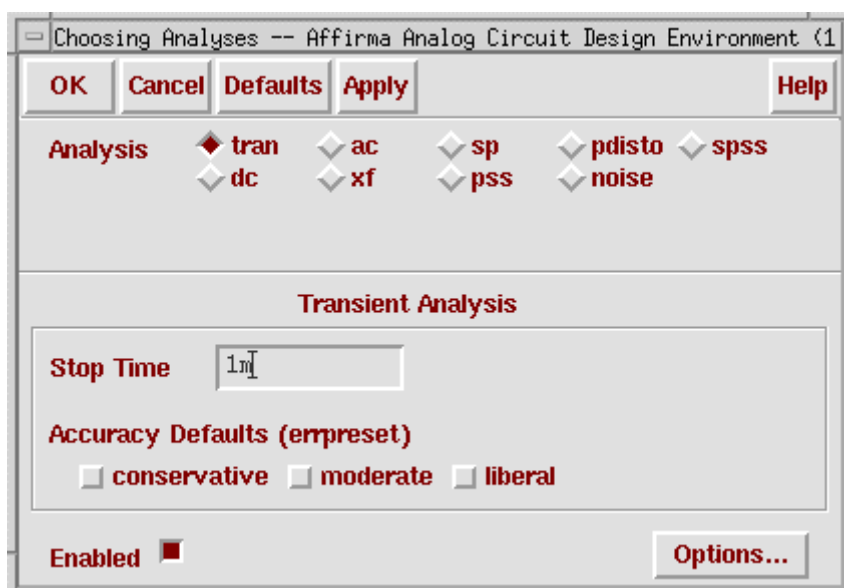 Choosing Analyses -- Affirma Analog Circuit Design Environment (1
OK Cancel Defaults Apply Help
Analysis tran ac sp pdisto spss
dc xf pss noise
Transient Analysis
Stop Time 1m
Accuracy Defaults (errpreset)
conservative moderate liberal
Enabled Options...